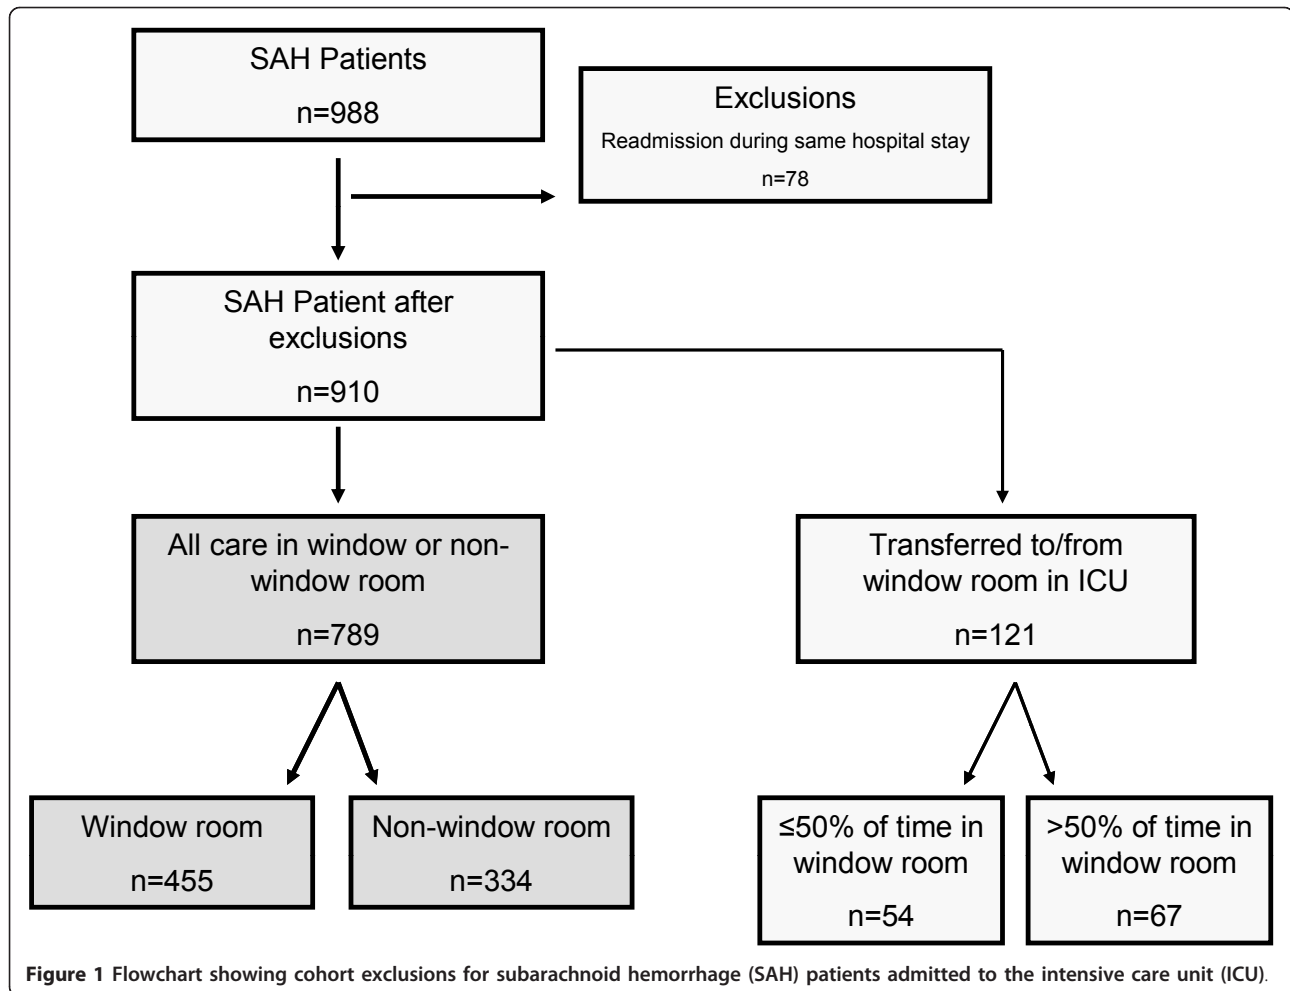 SAH Patients
n=988
Exclusions
Readmission during same hospital stay
n=78
SAH Patient after
exclusions
n=910
All care in window or non-
window room
n=789
Transferred to/from
window room in ICU
n=121
Window room
n=455
Non-window room
n=334
≤50% of time in
window room
n=54
>50% of time in
window room
n=67
Figure 1 Flowchart showing cohort exclusions for subarachnoid hemorrhage (SAH) patients admitted to the intensive care unit (ICU).